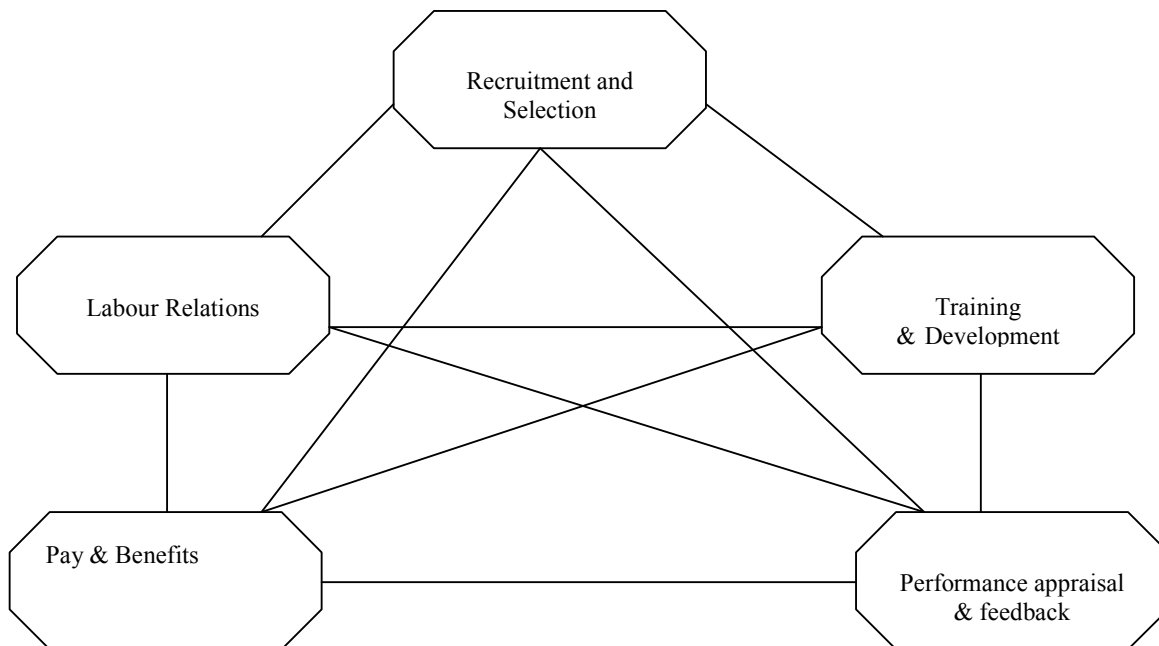 Recruitment and
Selection
Labour Relations
Training
& Development
Pay & Benefits
Performance appraisal
& feedback